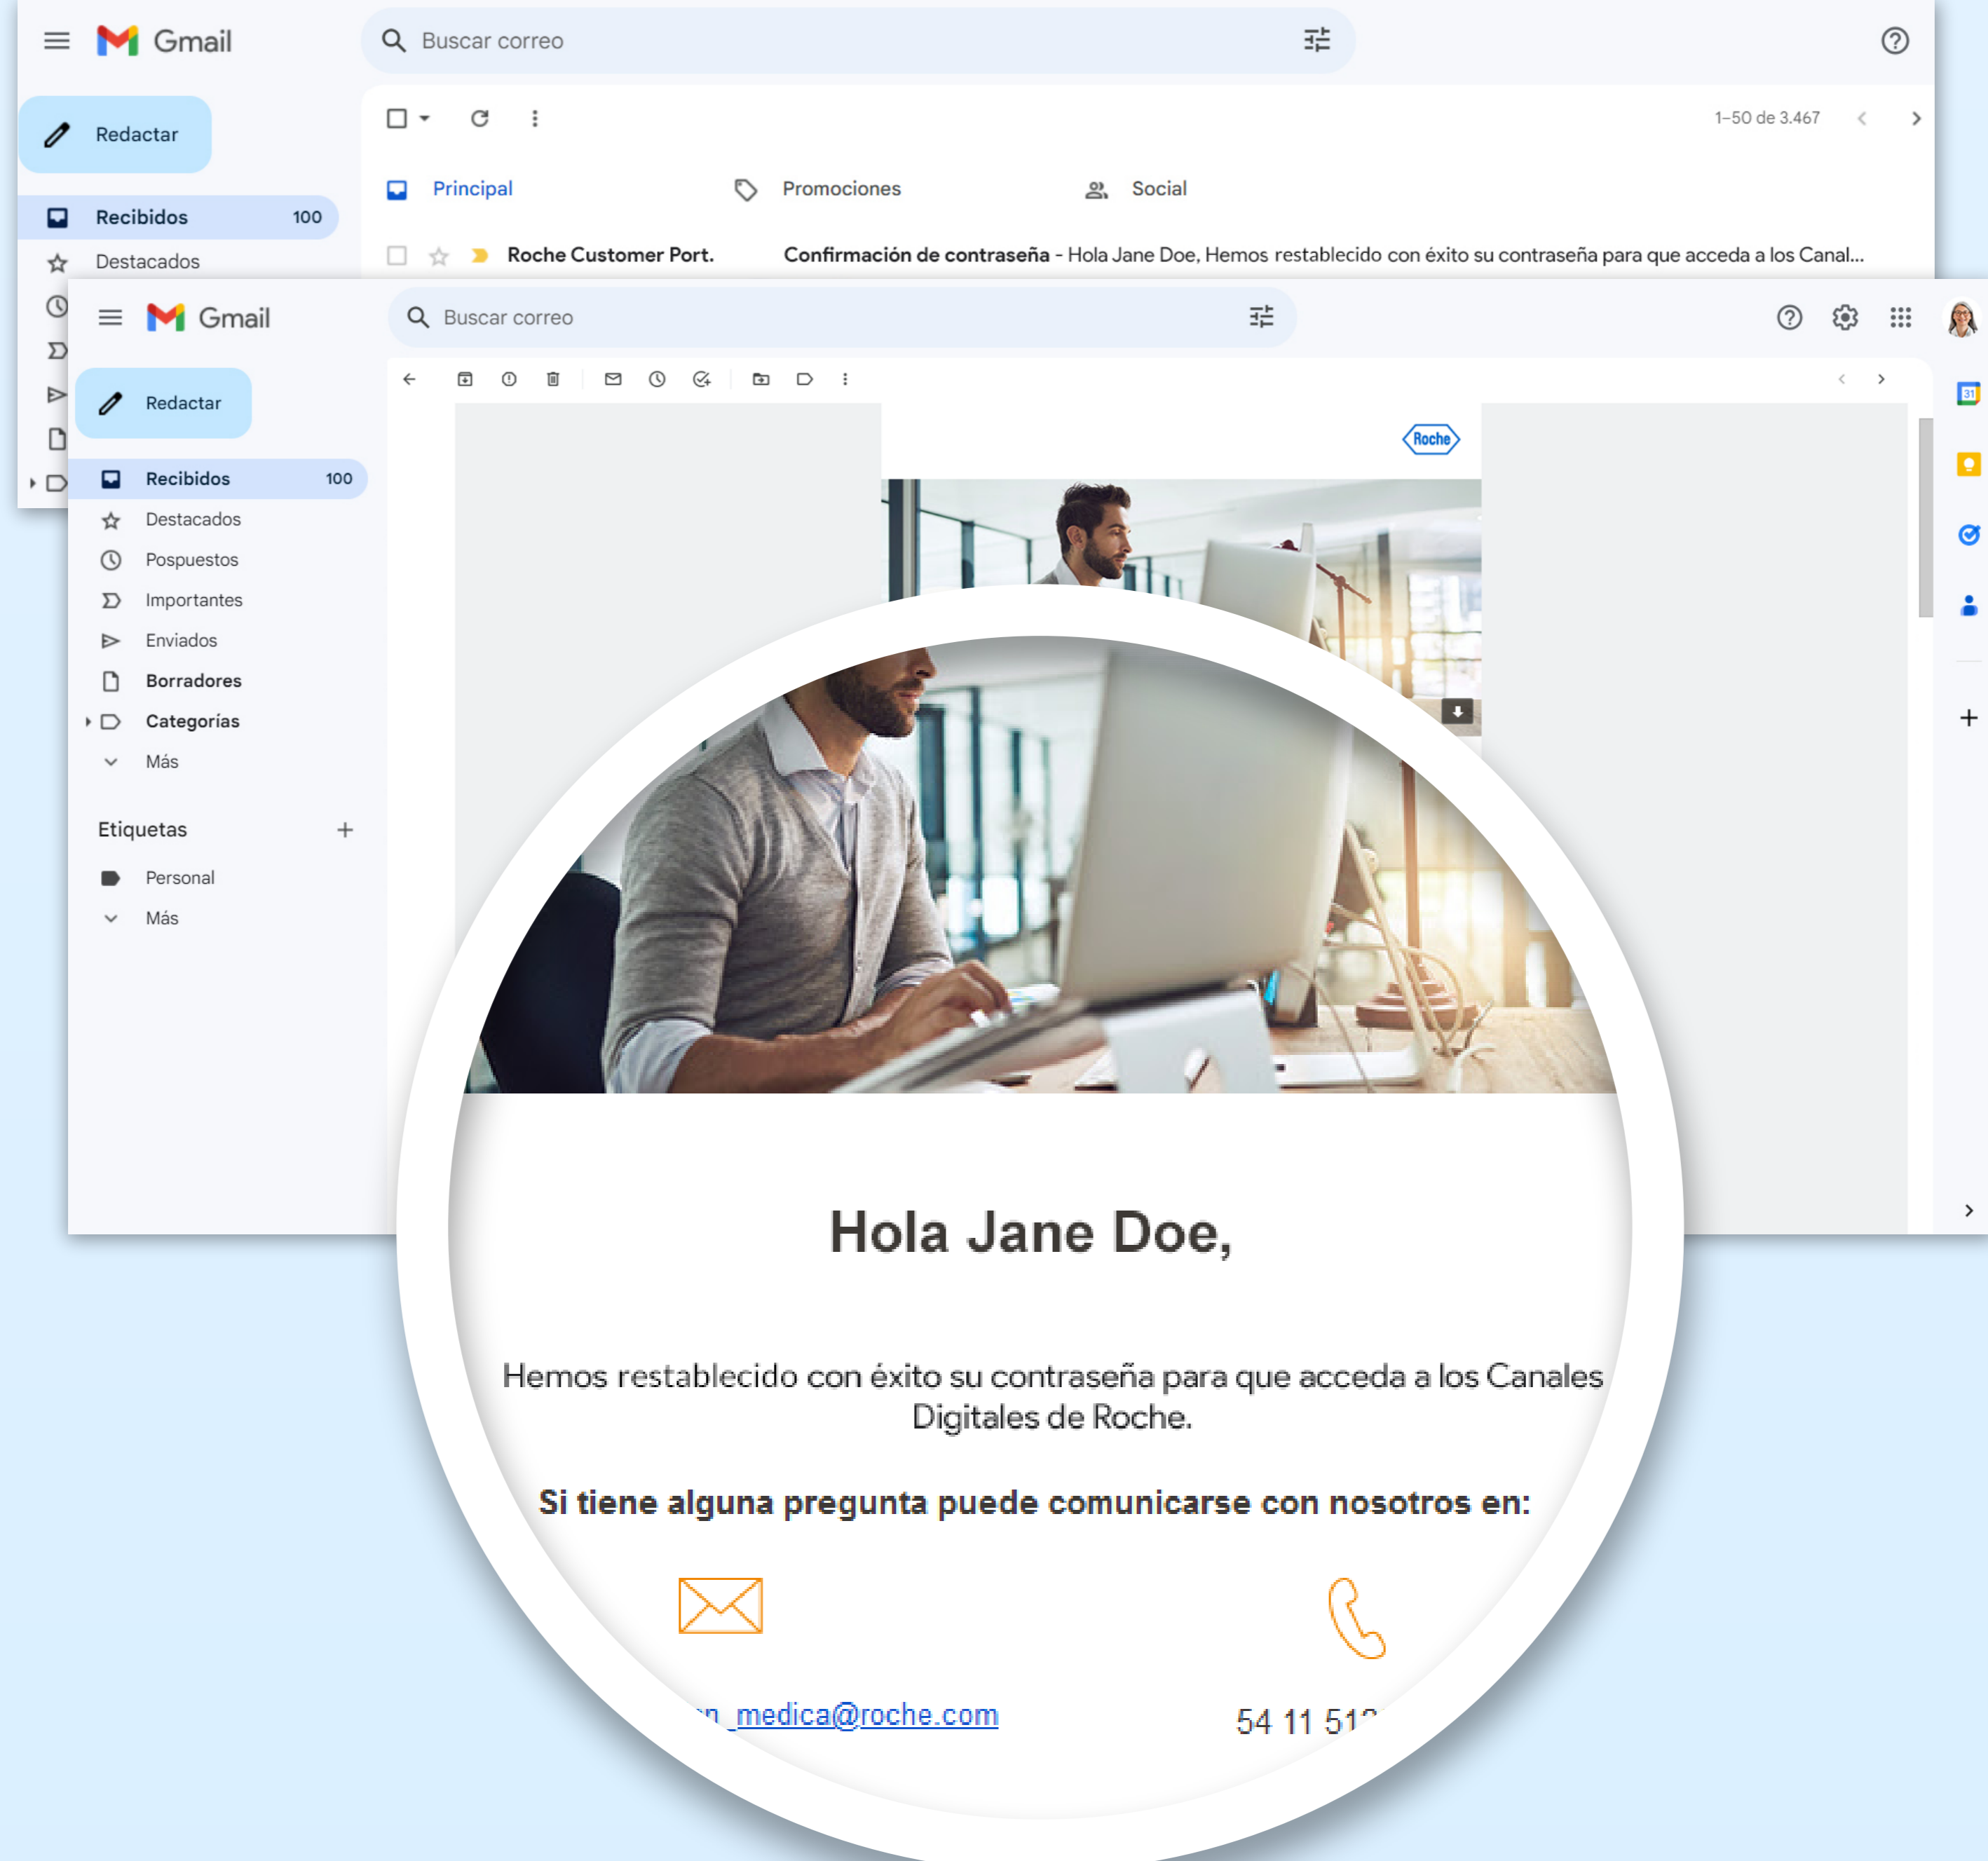 Gmail
Buscar correo
Redactar
1–50 de 3.467
Principal
Promociones
Social
Recibidos 100
Roche Customer Port. Confirmación de contraseña - Hola Jane Doe, Hemos restablecido con éxito su contraseña para que acceda a los Canal...
Destacados
Gmail
Buscar correo
Redactar
31
Roche
Recibidos 100
Destacados
Pospuestos
Importantes
Enviados
Borradores
Categorías
Más
Etiquetas
Personal
Más
Hola Jane Doe,
Hemos restablecido con éxito su contraseña para que acceda a los Canales
Digitales de Roche.
Si tiene alguna pregunta puede comunicarse con nosotros en:
_medica@roche.com
54 11